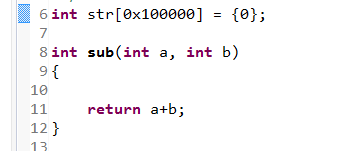 6 int str[0x100000] = {0};
7
8 int sub(int a, int b)
9 {
10
11     return a+b;
12 }
13